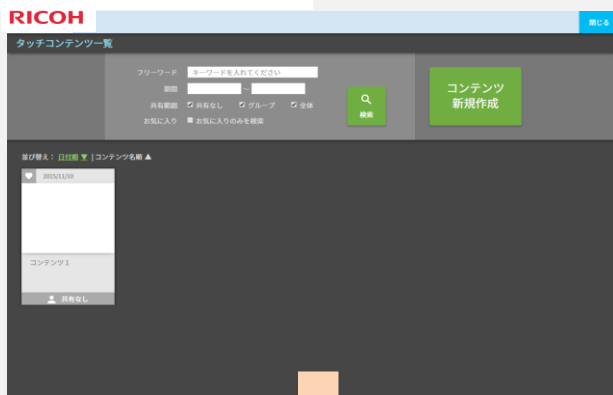 RICOH
閉じる
タッチコンテンツ一覧
フリーワード キーワードを入れてください
期間 ~
共有範囲 共有なし グループ 全体
お気に入り お気に入りのみを検索
検索
コンテンツ
新規作成
並び替え: 日付順 ▼ | コンテンツ名順 ▲
2015/11/10
コンテンツ1
共有なし